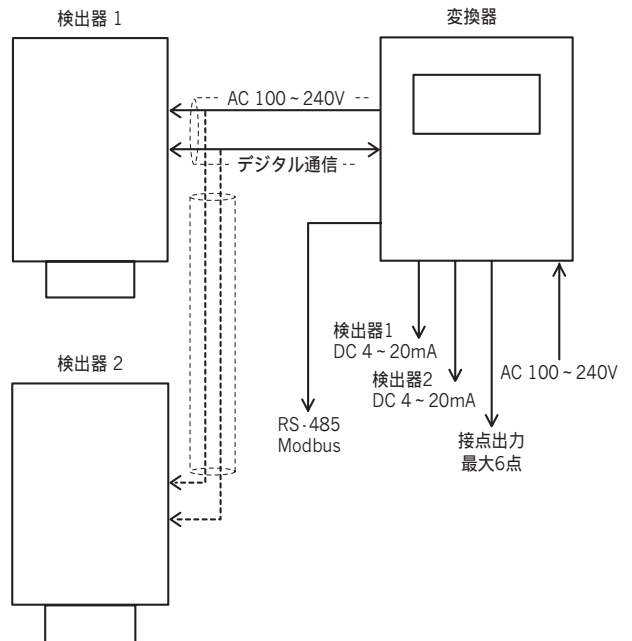 検出器 1
変換器
AC 100~240V
デジタル通信
検出器1
DC 4~20mA
検出器 2
検出器2
DC 4~20mA
AC 100~240V
RS-485
Modbus
接点出力
最大6点